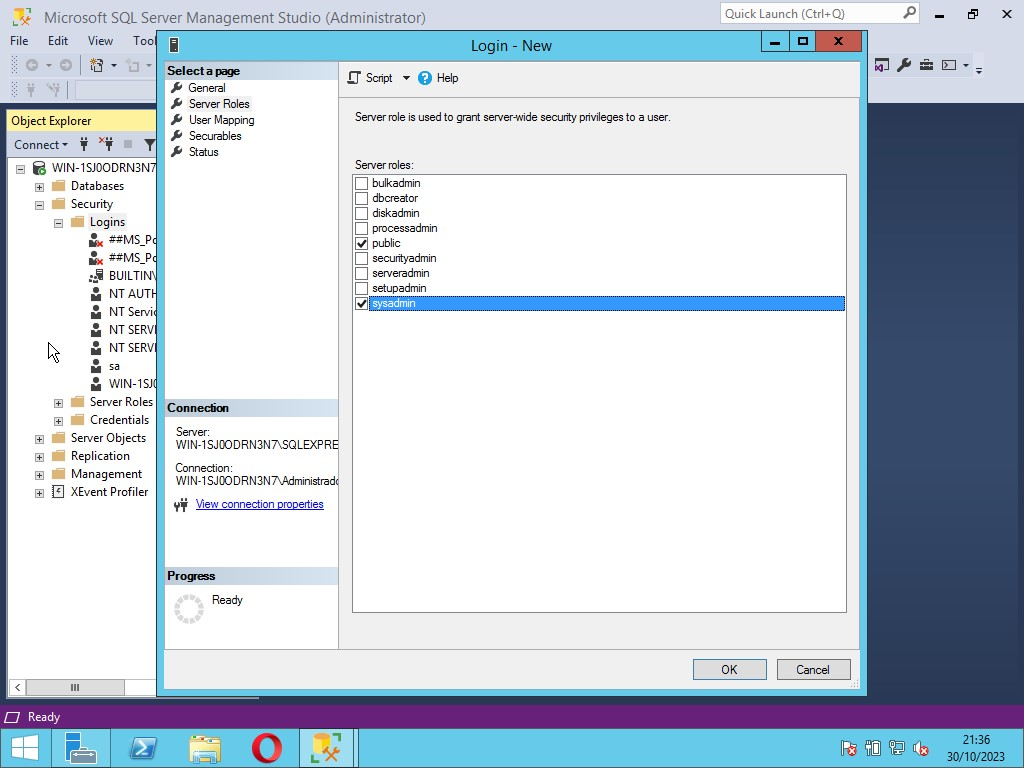 Microsoft SQL Server Management Studio (Administrator)
Quick Launch (Ctrl+Q)
File Edit View Tool
Login - New
Select a page
General
Server Roles
User Mapping
Securables
Status
Script
Help
Server role is used to grant server-wide security privileges to a user.
Server roles:
bulkadmin
dbcreator
diskadmin
processadmin
public
securityadmin
serveradmin
setupadmin
sysadmin
Object Explorer
Connect
WIN-1SJ0ODRN3N7
Databases
Security
Logins
##MS_Po
##MS_Po
BUILTIN\
NT AUTH
NT Servic
NT SERVI
NT SERVI
sa
WIN-1SJ0
Server Roles
Credentials
Server Objects
Replication
Management
XEvent Profiler
Connection
Server:
WIN-1SJ0ODRN3N7\SQLEXPRE
Connection:
WIN-1SJ0ODRN3N7\Administrado
View connection properties
Progress
Ready
OK
Cancel
Ready
21:36
30/10/2023